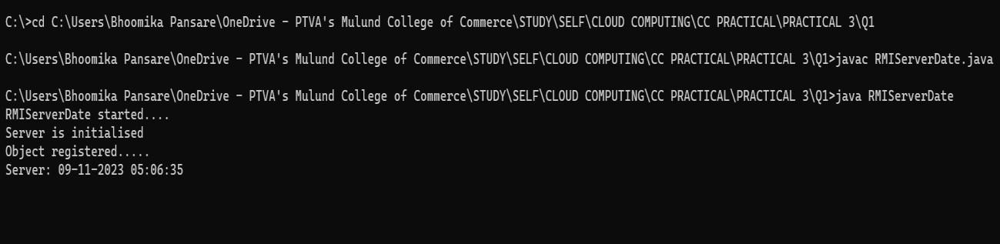 C:\>cd C:\Users\Bhoomika Pansare\OneDrive - PTVA's Mulund College of Commerce\STUDY\SELF\CLOUD COMPUTING\CC PRACTICAL\PRACTICAL 3\Q1
C:\Users\Bhoomika Pansare\OneDrive - PTVA's Mulund College of Commerce\STUDY\SELF\CLOUD COMPUTING\CC PRACTICAL\PRACTICAL 3\Q1>javac RMIServerDate.java
C:\Users\Bhoomika Pansare\OneDrive - PTVA's Mulund College of Commerce\STUDY\SELF\CLOUD COMPUTING\CC PRACTICAL\PRACTICAL 3\Q1>java RMIServerDate
RMIServerDate started....
Server is initialised
Object registered.....
Server: 09-11-2023 05:06:35